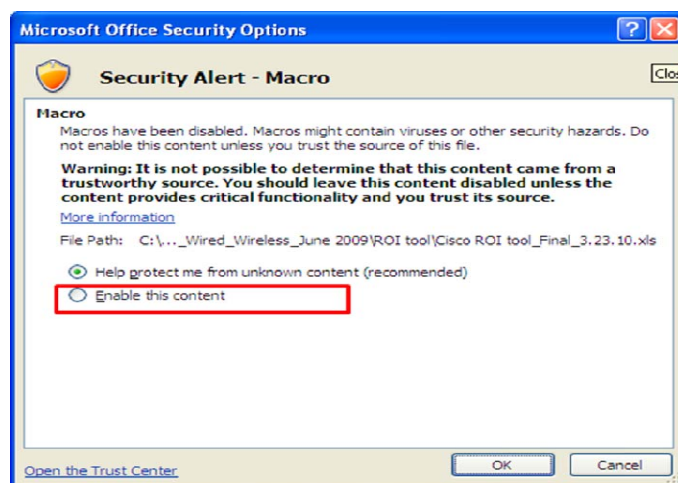 Microsoft Office Security Options
Security Alert - Macro
Clos
Macro
Macros have been disabled. Macros might contain viruses or other security hazards. Do
not enable this content unless you trust the source of this file.
Warning: It is not possible to determine that this content came from a
trustworthy source. You should leave this content disabled unless the
content provides critical functionality and you trust its source.
More information
File Path: C:\..._Wired_Wireless_June 2009\ROI tool\Cisco ROI tool_Final_3.23.10.xls
Help protect me from unknown content (recommended)
Enable this content
Open the Trust Center
OK
Cancel